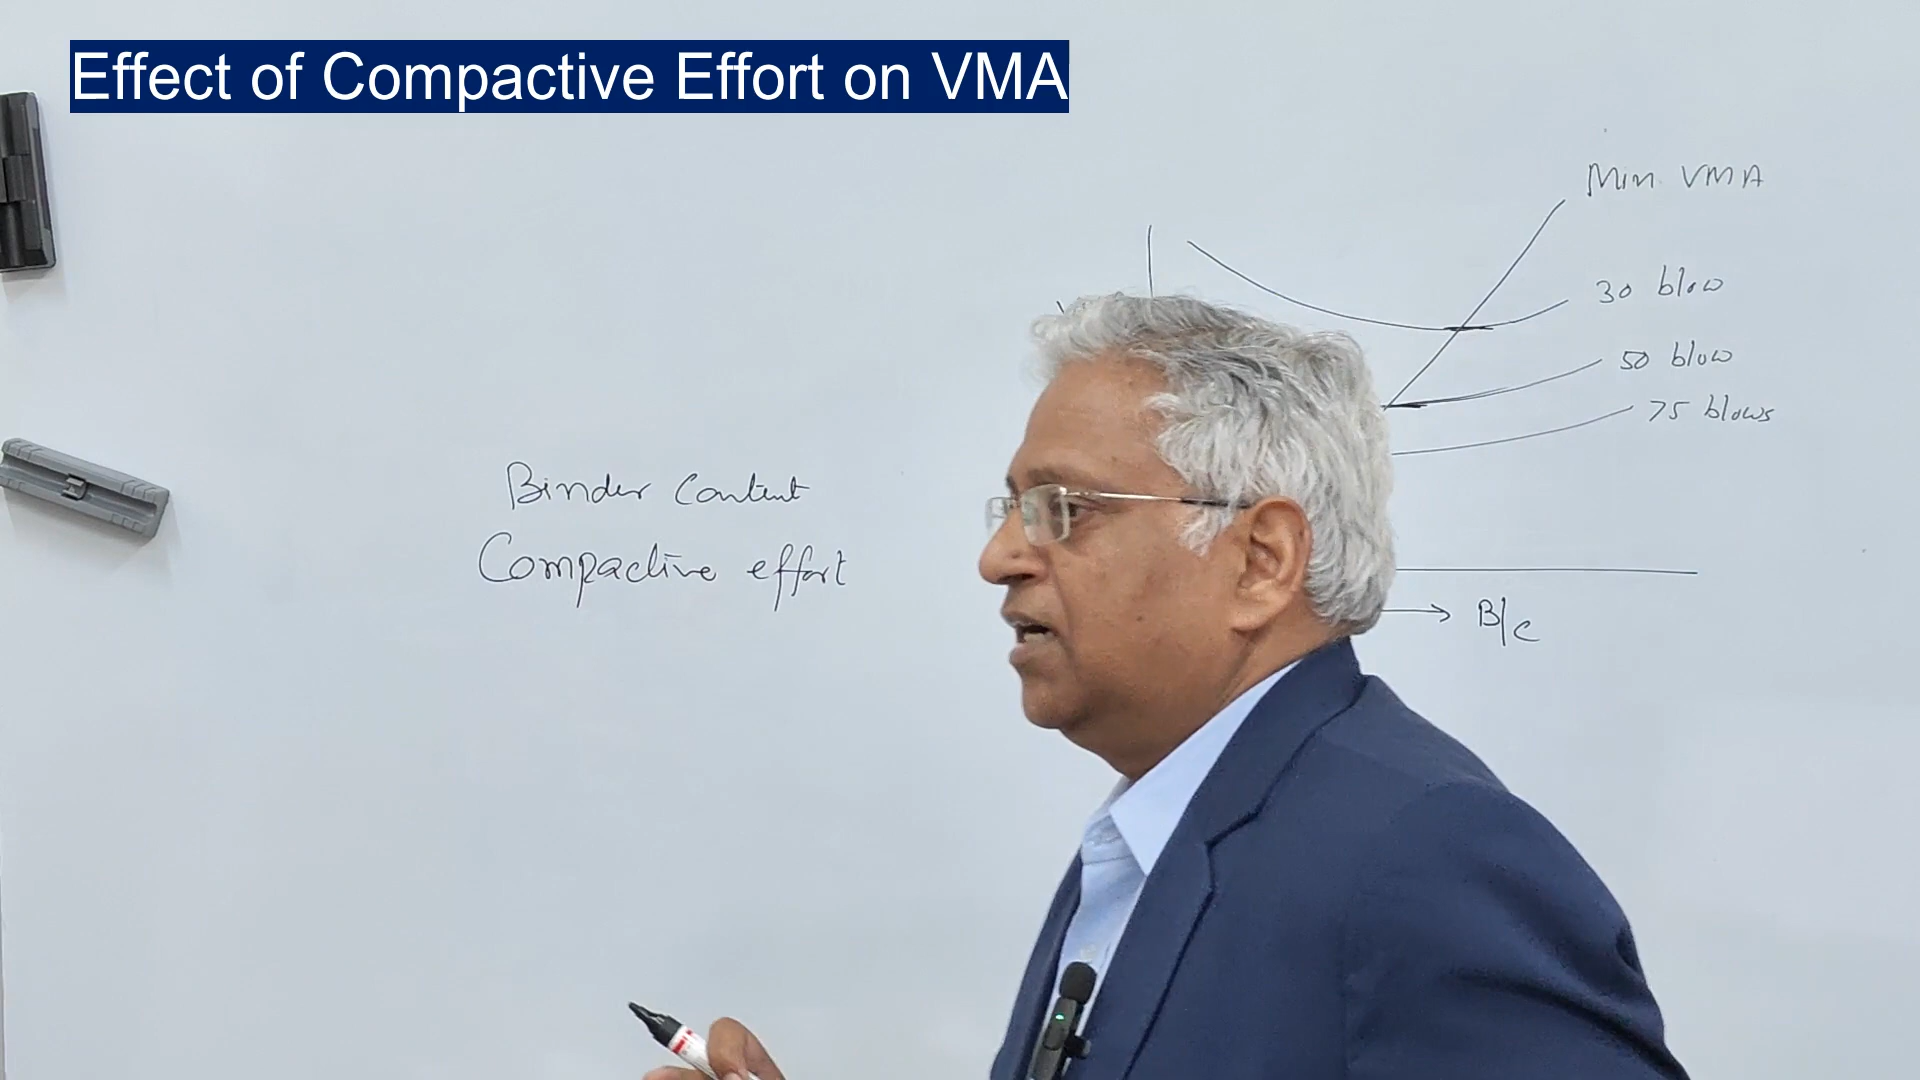 Effect of Compactive Effort on VMA
Min. VMA
30 blow
50 blow
75 blows
Binder Content
Compactive effort
B/c